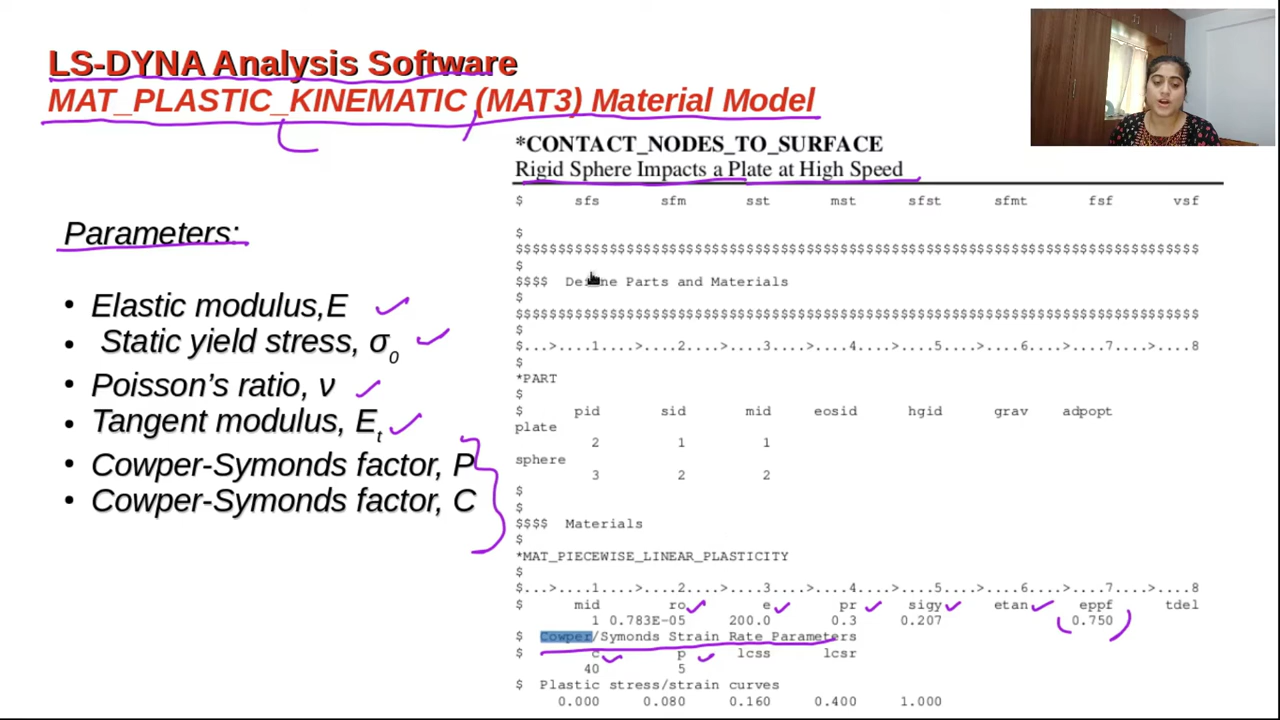 LS-DYNA Analysis Software
MAT_PLASTIC_KINEMATIC (MAT3) Material Model
Parameters:
• Elastic modulus,E
• Static yield stress, σ0
• Poisson's ratio, ν
• Tangent modulus, Et
• Cowper-Symonds factor, P
• Cowper-Symonds factor, C
*CONTACT_NODES_TO_SURFACE
Rigid Sphere Impacts a Plate at High Speed
$ sfs sfm sst mst sfst sfmt fsf vsf
$
$$$$$$$$$$$$$$$$$$$$$$$$$$$$$$$$$$$$$$$$$$$$$$$$$$$$$$$$$$$$$$$$$$$$$$$$$$$$$$$$
$
$$$$ Define Parts and Materials
$
$$$$$$$$$$$$$$$$$$$$$$$$$$$$$$$$$$$$$$$$$$$$$$$$$$$$$$$$$$$$$$$$$$$$$$$$$$$$$$$$
$
$...>....1....>....2....>....3....>....4....>....5....>....6....>....7....>....8
$
*PART
$
$ pid sid mid eosid hgid grav adpopt
plate
2 1 1
sphere
3 2 2
$
$
$$$$ Materials
$
*MAT_PIECEWISE_LINEAR_PLASTICITY
$
$...>....1....>....2....>....3....>....4....>....5....>....6....>....7....>....8
$ mid ro e pr sigy etan eppf tdel
1 0.783E-05 200.0 0.3 0.207 0.750
$ Cowper/Symonds Strain Rate Parameters
$ c p lcss lcsr
40 5
$ Plastic stress/strain curves
0.000 0.080 0.160 0.400 1.000